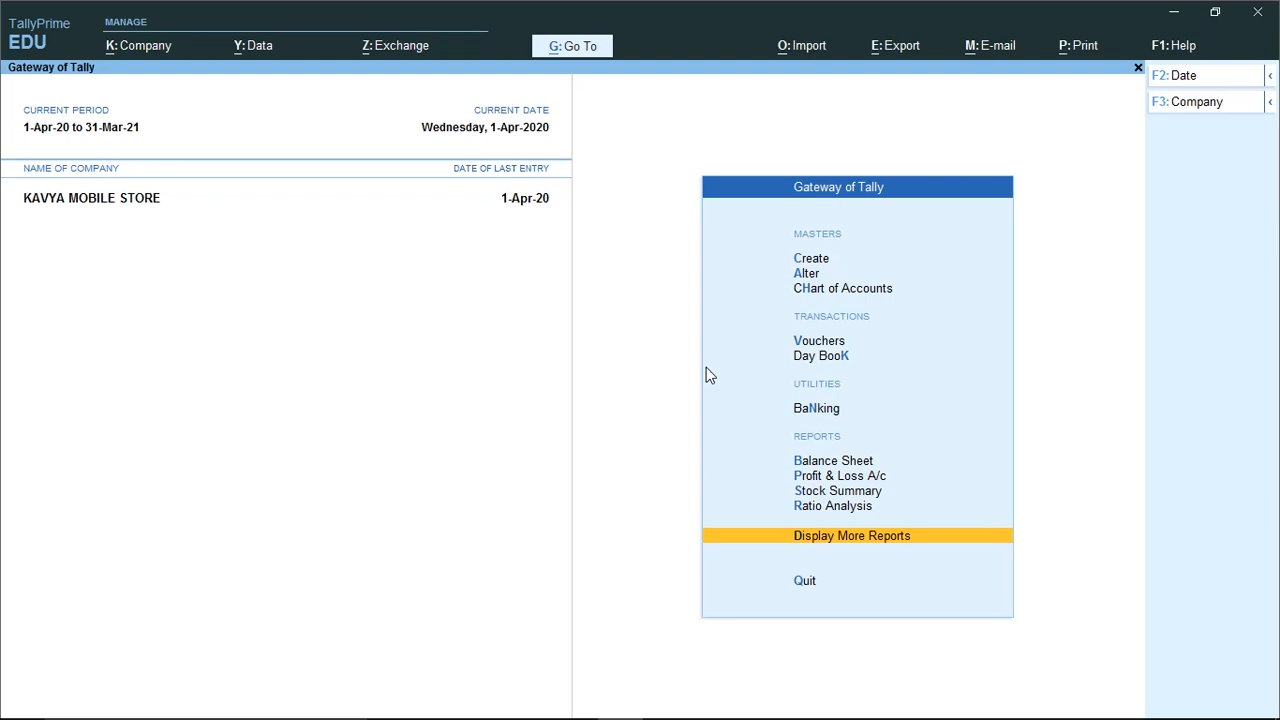 TallyPrime
EDU
MANAGE
K: Company
Y: Data
Z: Exchange
G: Go To
O: Import
E: Export
M: E-mail
P: Print
F1: Help
Gateway of Tally
F2: Date
F3: Company
CURRENT PERIOD
CURRENT DATE
1-Apr-20 to 31-Mar-21
Wednesday, 1-Apr-2020
NAME OF COMPANY
DATE OF LAST ENTRY
KAVYA MOBILE STORE
1-Apr-20
Gateway of Tally
MASTERS
Create
Alter
CHart of Accounts
TRANSACTIONS
Vouchers
Day BooK
UTILITIES
BaNking
REPORTS
Balance Sheet
Profit & Loss A/c
Stock Summary
Ratio Analysis
Display More Reports
Quit